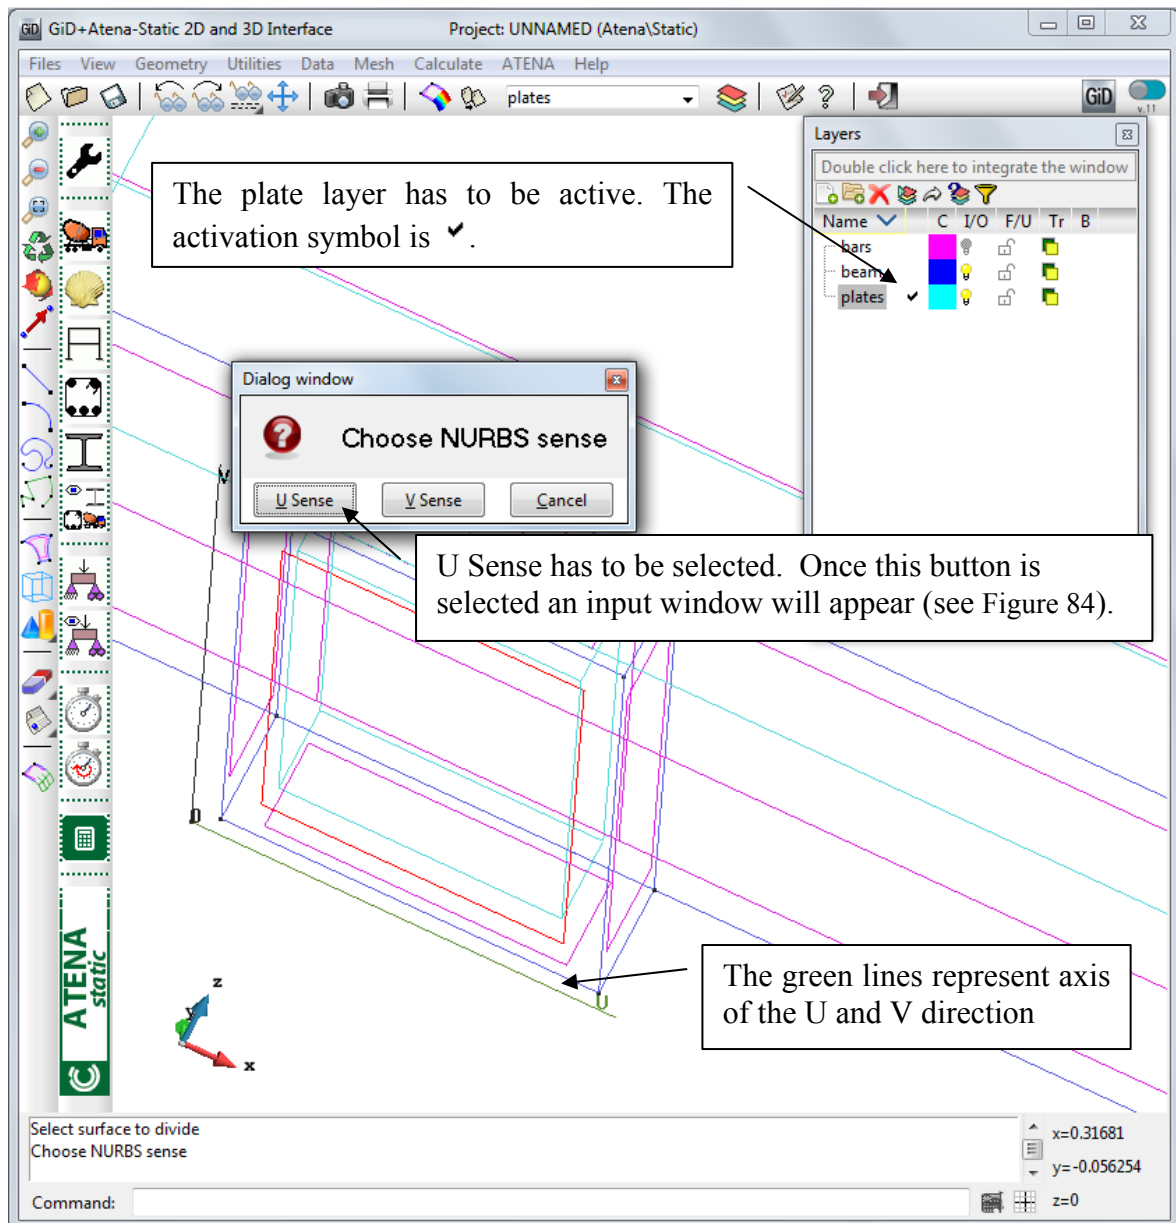 GiD GiD+Atena-Static 2D and 3D Interface Project: UNNAMED (Atena\Static)
Files View Geometry Utilities Data Mesh Calculate ATENA Help
plates
GiD
v.11
Layers
Double click here to integrate the window
Name C I/O F/U Tr B
bars
beam
plates
The plate layer has to be active. The
activation symbol is ✔.
Dialog window
Choose NURBS sense
U Sense V Sense Cancel
U Sense has to be selected. Once this button is
selected an input window will appear (see Figure 84).
V
0
U
The green lines represent axis
of the U and V direction
z
y
x
ATENA
static
Select surface to divide
Choose NURBS sense
Command:
x=0.31681
y=-0.056254
z=0